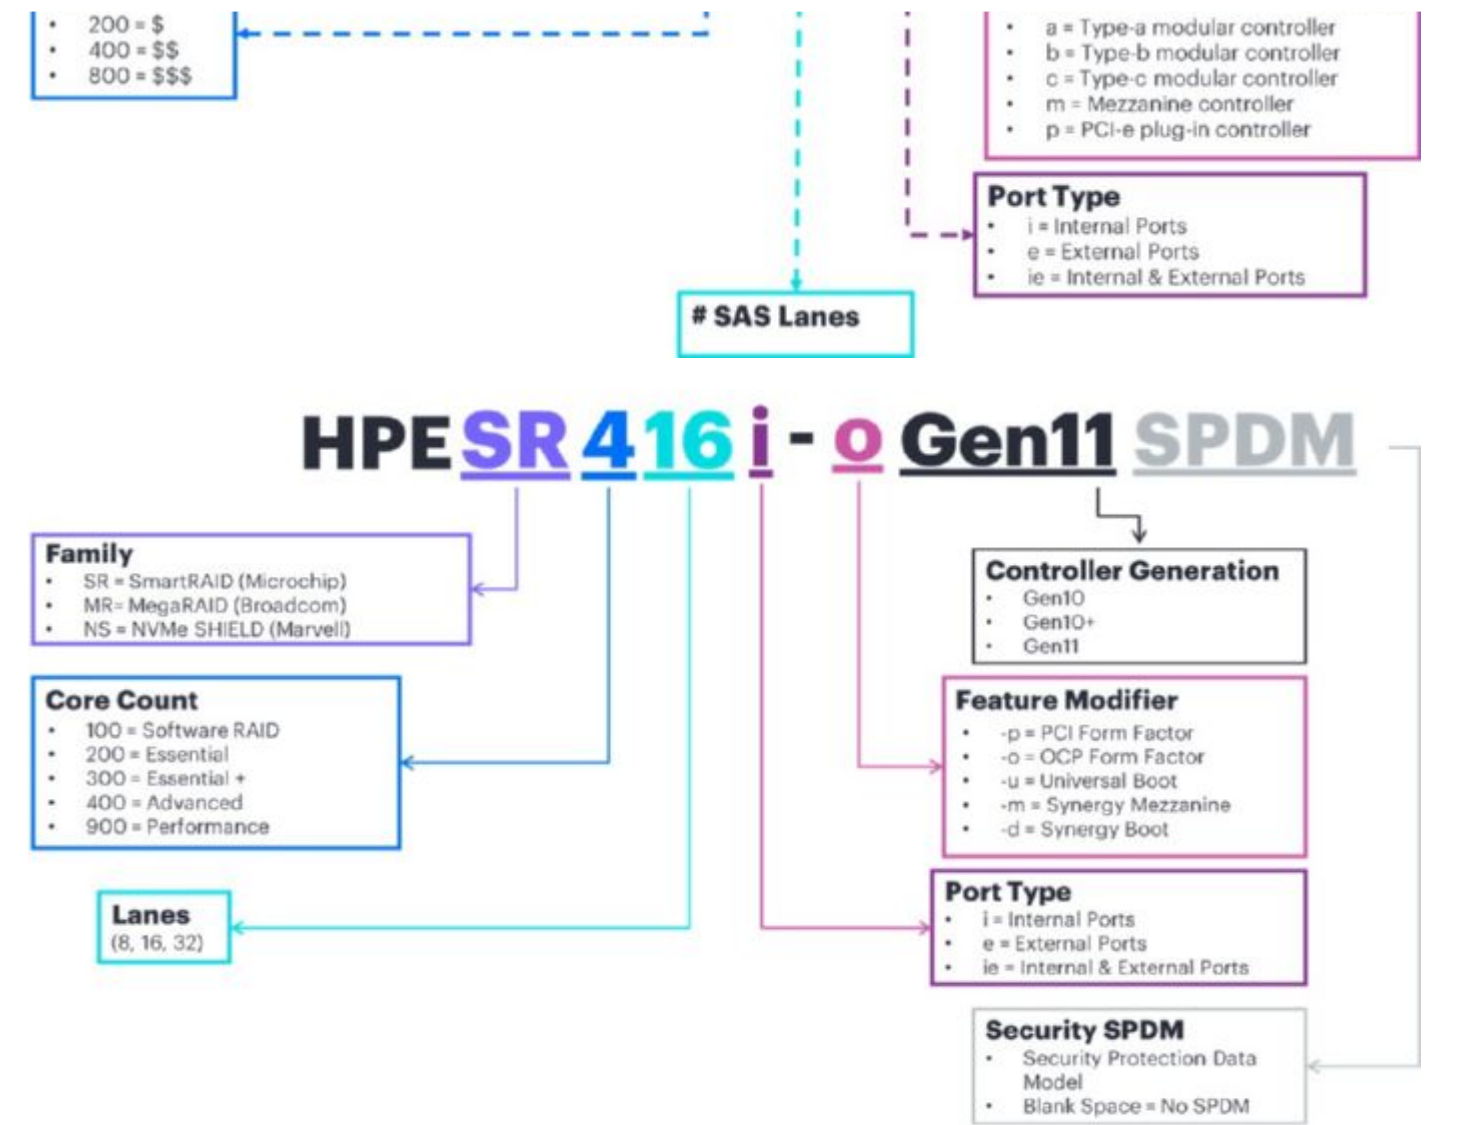 • 200 = $
• 400 = $$
• 800 = $$$
• a = Type-a modular controller
• b = Type-b modular controller
• c = Type-c modular controller
• m = Mezzanine controller
• p = PCI-e plug-in controller
Port Type
• i = Internal Ports
• e = External Ports
• ie = Internal & External Ports
# SAS Lanes
HPE SR 416 i - o Gen11 SPDM
Family
• SR = SmartRAID (Microchip)
• MR= MegaRAID (Broadcom)
• NS = NVMe SHIELD (Marvell)
Core Count
• 100 = Software RAID
• 200 = Essential
• 300 = Essential +
• 400 = Advanced
• 900 = Performance
Lanes
(8, 16, 32)
Controller Generation
• Gen10
• Gen10+
• Gen11
Feature Modifier
• -p = PCI Form Factor
• -o = OCP Form Factor
• -u = Universal Boot
• -m = Synergy Mezzanine
• -d = Synergy Boot
Port Type
• i = Internal Ports
• e = External Ports
• ie = Internal & External Ports
Security SPDM
• Security Protection Data
Model
• Blank Space = No SPDM